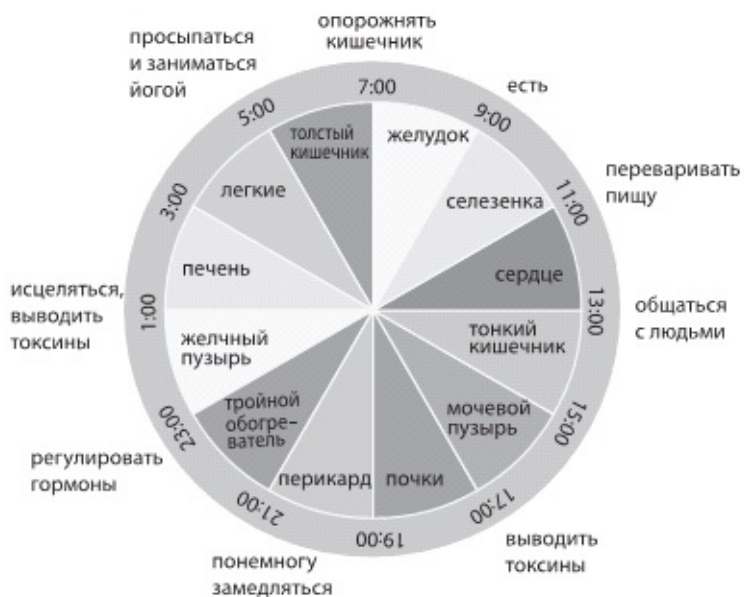 опорожнять
кишечник
просыпаться
и заниматься
йогой
есть
переваривать
пищу
общаться
с людьми
выводить
токсины
понемногу
замедляться
регулировать
гормоны
исцеляться,
выводить
токсины
7:00
9:00
11:00
13:00
15:00
17:00
19:00
21:00
23:00
1:00
3:00
5:00
желудок
селезенка
сердце
тонкий
кишечник
мочевой
пузырь
почки
перикард
тройной
обогре-
ватель
желчный
пузырь
печень
легкие
толстый
кишечник